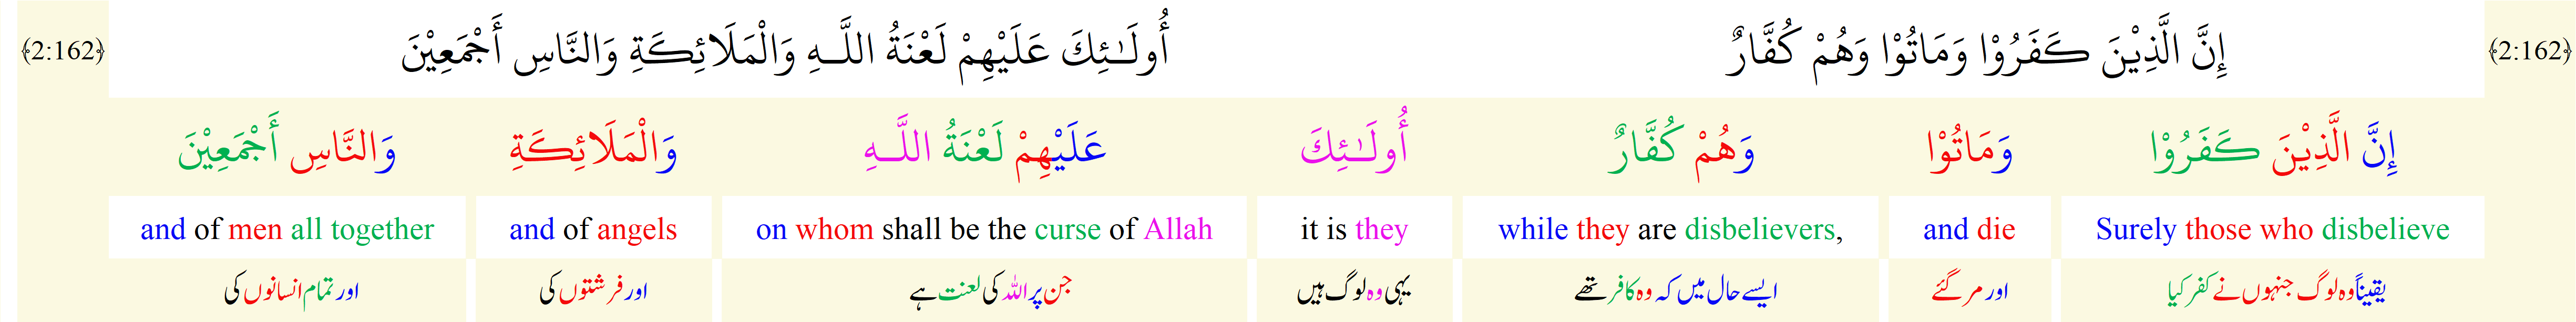 ﴿2:162﴾ إِنَّ الَّذِيْنَ كَفَرُوْا وَمَاتُوْا وَهُمْ كُفَّارٌ أُولَـٰـئِكَ عَلَيْهِمْ لَعْنَةُ اللَّـهِ وَالْمَلَائِكَةِ وَالنَّاسِ أَجْمَعِيْنَ ﴿2:162﴾
إِنَّ الَّذِيْنَ كَفَرُوْا وَمَاتُوْا وَهُمْ كُفَّارٌ أُولَـٰـئِكَ عَلَيْهِمْ لَعْنَةُ اللَّـهِ وَالْمَلَائِكَةِ وَالنَّاسِ أَجْمَعِيْنَ
Surely those who disbelieve and die while they are disbelievers, it is they on whom shall be the curse of Allah and of angels and of men all together
یقیناً وہ لوگ جنہوں نے کفر کیا اور مر گئے ایسے حال میں کہ وہ کافر تھے یہی وہ لوگ ہیں جن پر اللہ کی لعنت ہے اور فرشتوں کی اور تمام انسانوں کی